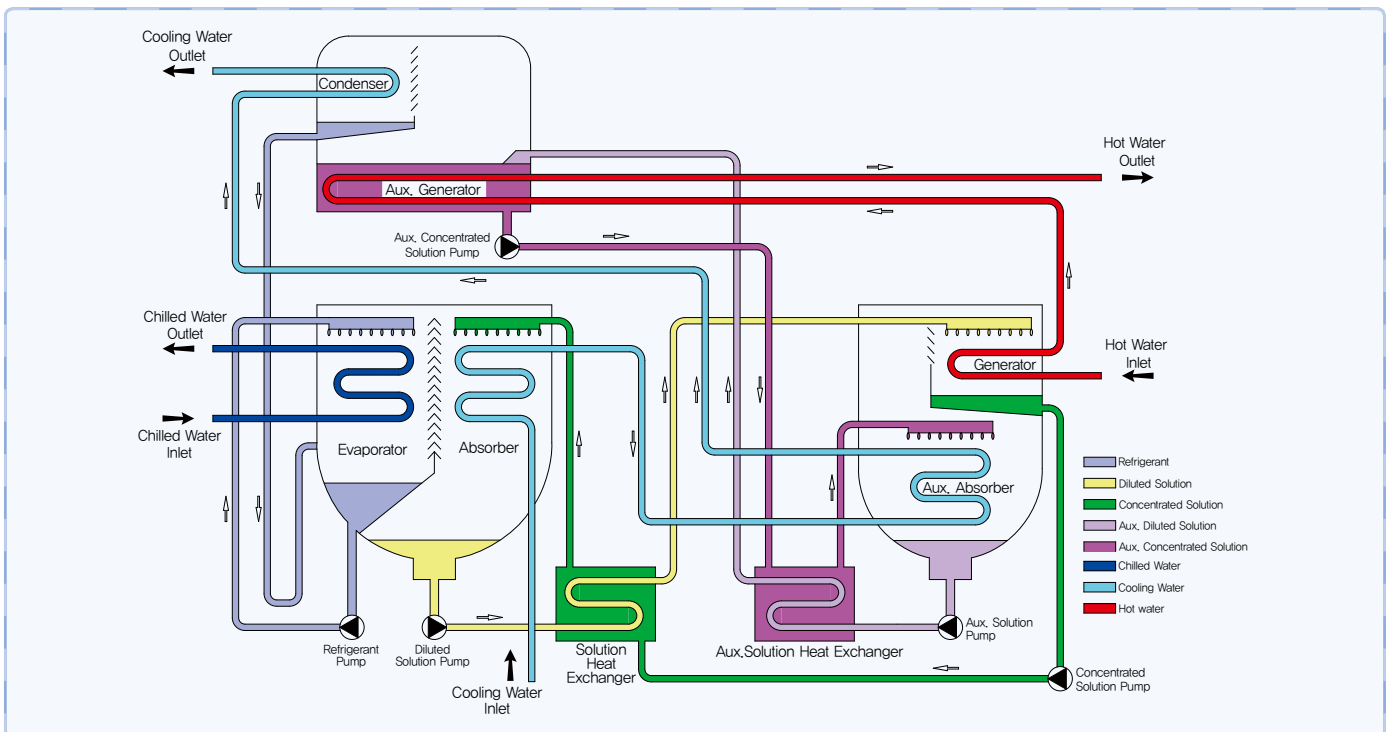 Cooling Water
Outlet
Condenser
Hot Water
Outlet
Aux. Generator
Aux. Concentrated
Solution Pump
Chilled Water
Outlet
Hot Water
Inlet
Generator
Chilled Water
Inlet
Evaporator
Absorber
Aux. Absorber
Refrigerant
Diluted Solution
Concentrated Solution
Aux. Diluted Solution
Aux. Concentrated Solution
Chilled Water
Cooling Water
Hot water
Refrigerant
Pump
Diluted
Solution Pump
Solution
Heat
Exchanger
Aux.Solution Heat Exchanger
Aux. Solution
Pump
Concentrated
Solution Pump
Cooling Water
Inlet